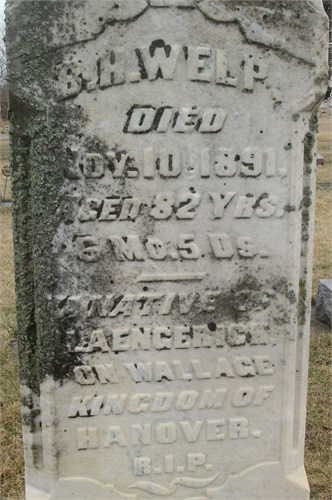 H. WELP
DIED
NOV. 10. 1891.
AGED 82 YRS.
6 MO. 5 DS.
NATIVE OF
LAENGERICK.
ON WALLAGE
KINGDOM OF
HANOVER.
R.I.P.